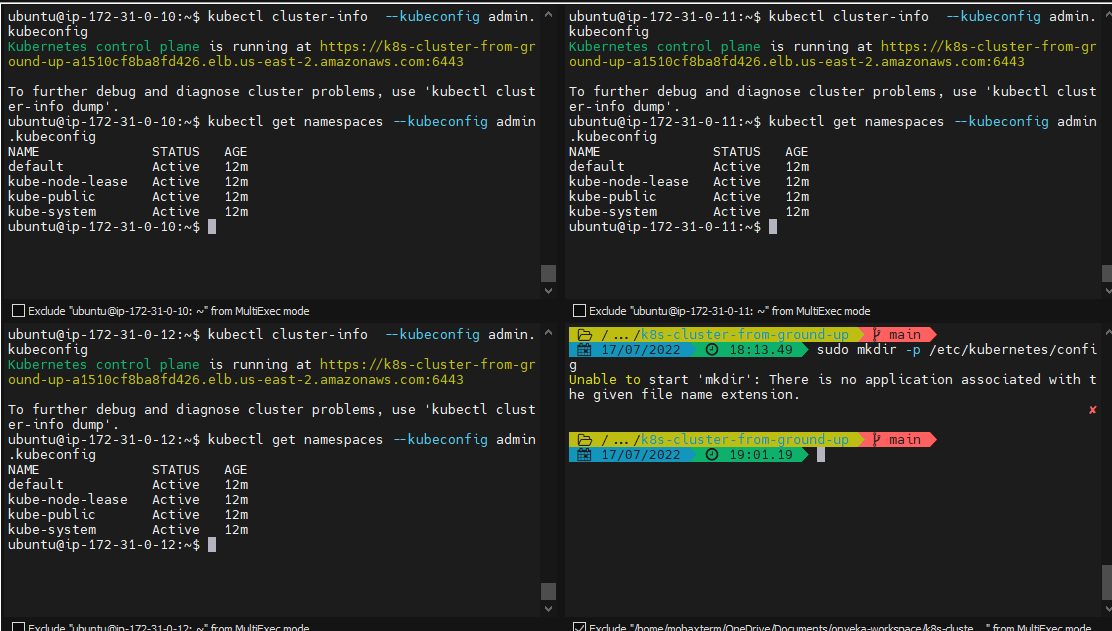 ubuntu@ip-172-31-0-10:~$ kubectl cluster-info  --kubeconfig admin.
kubeconfig
Kubernetes control plane is running at https://k8s-cluster-from-gr
ound-up-a1510cf8ba8fd426.elb.us-east-2.amazonaws.com:6443
To further debug and diagnose cluster problems, use 'kubectl clust
er-info dump'.
ubuntu@ip-172-31-0-10:~$ kubectl get namespaces --kubeconfig admin
.kubeconfig
NAME              STATUS   AGE
default           Active   12m
kube-node-lease   Active   12m
kube-public       Active   12m
kube-system       Active   12m
ubuntu@ip-172-31-0-10:~$
Exclude "ubuntu@ip-172-31-0-10: ~" from MultiExec mode
ubuntu@ip-172-31-0-11:~$ kubectl cluster-info  --kubeconfig admin.
kubeconfig
Kubernetes control plane is running at https://k8s-cluster-from-gr
ound-up-a1510cf8ba8fd426.elb.us-east-2.amazonaws.com:6443
To further debug and diagnose cluster problems, use 'kubectl clust
er-info dump'.
ubuntu@ip-172-31-0-11:~$ kubectl get namespaces --kubeconfig admin
.kubeconfig
NAME              STATUS   AGE
default           Active   12m
kube-node-lease   Active   12m
kube-public       Active   12m
kube-system       Active   12m
ubuntu@ip-172-31-0-11:~$
Exclude "ubuntu@ip-172-31-0-11: ~" from MultiExec mode
ubuntu@ip-172-31-0-12:~$ kubectl cluster-info  --kubeconfig admin.
kubeconfig
Kubernetes control plane is running at https://k8s-cluster-from-gr
ound-up-a1510cf8ba8fd426.elb.us-east-2.amazonaws.com:6443
To further debug and diagnose cluster problems, use 'kubectl clust
er-info dump'.
ubuntu@ip-172-31-0-12:~$ kubectl get namespaces --kubeconfig admin
.kubeconfig
NAME              STATUS   AGE
default           Active   12m
kube-node-lease   Active   12m
kube-public       Active   12m
kube-system       Active   12m
ubuntu@ip-172-31-0-12:~$
Exclude "ubuntu@ip-172-31-0-12: ~" from MultiExec mode
/ ... /k8s-cluster-from-ground-up main
17/07/2022 18:13.49 sudo mkdir -p /etc/kubernetes/confi
g
Unable to start 'mkdir': There is no application associated with t
he given file name extension.
/ ... /k8s-cluster-from-ground-up main
17/07/2022 19:01.19
Exclude "/home/mobaxterm/OneDrive/Documents/onyeka-workspace/k8s-cluste... " from MultiExec mode